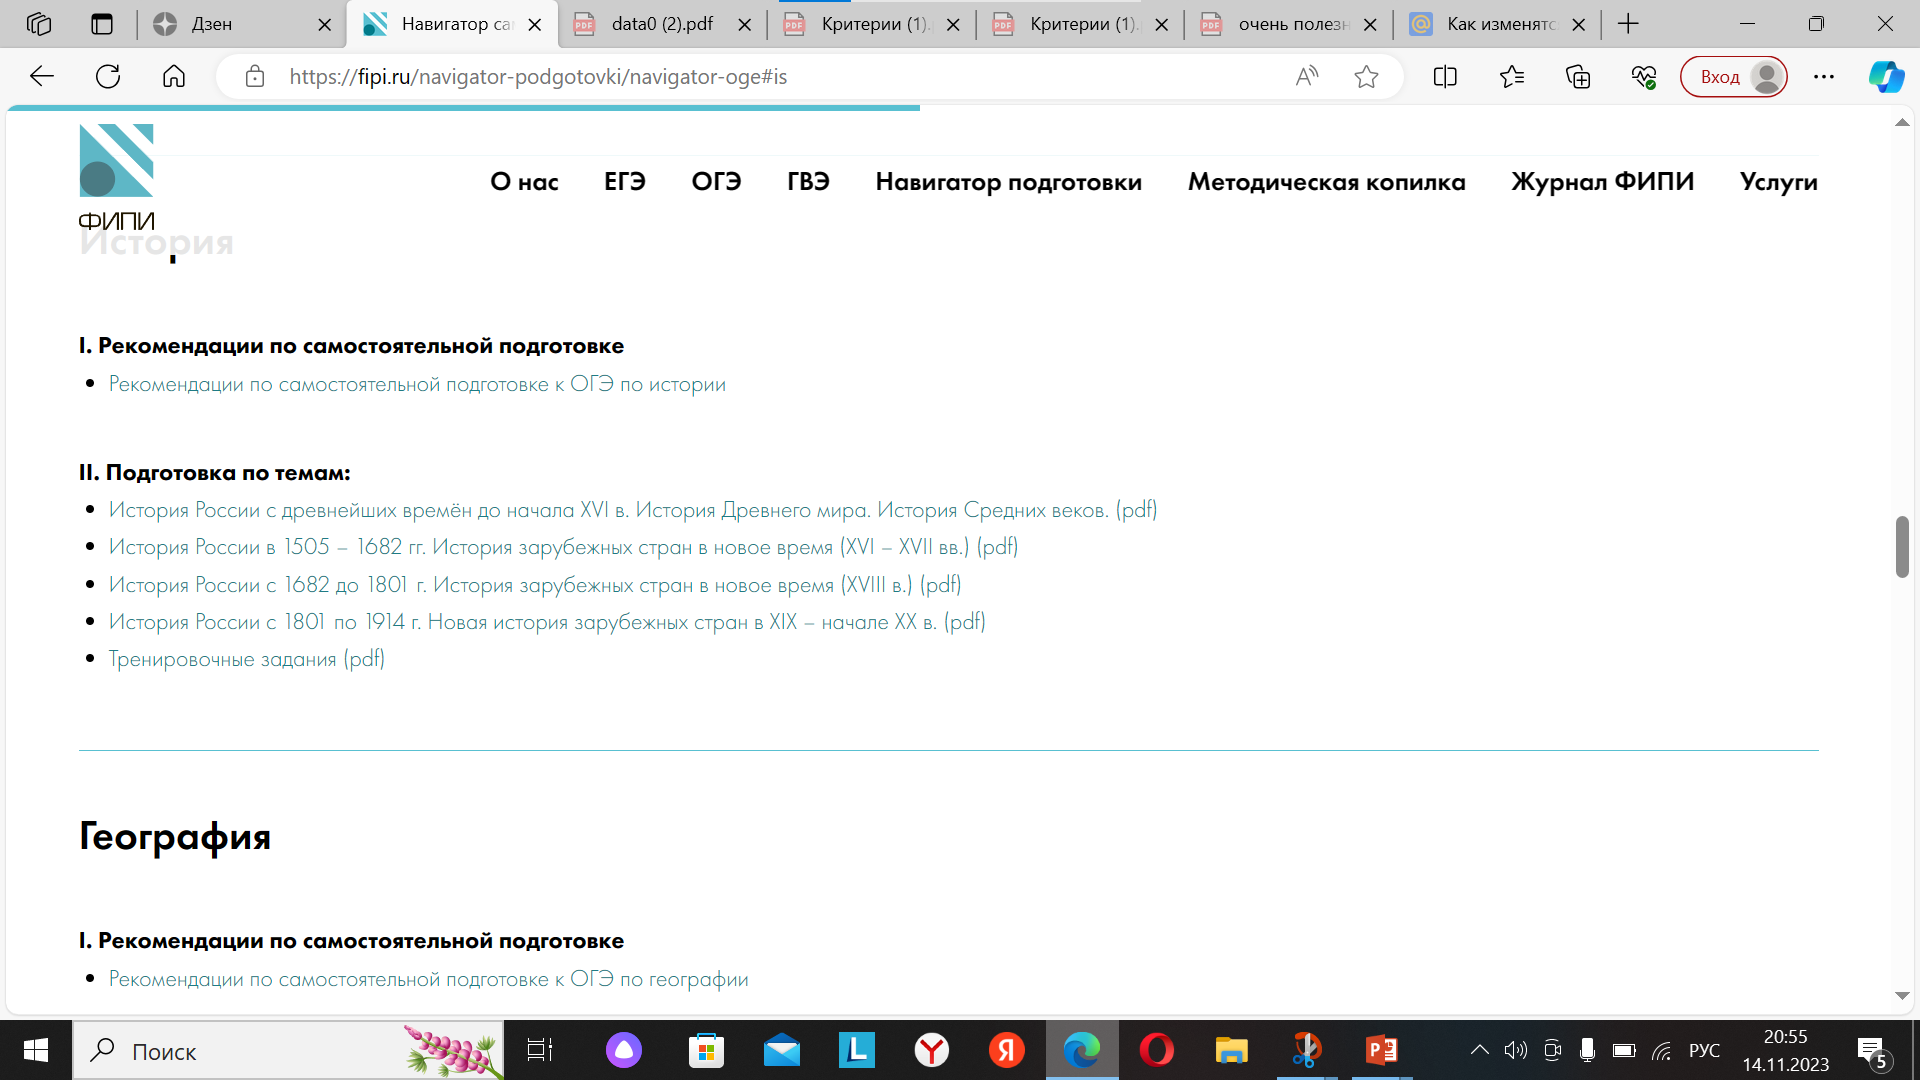 Дзен
Навигатор са
data0 (2).pdf
Критерии (1).
Критерии (1).
очень полезн
Как изменятс
https://fipi.ru/navigator-podgotovki/navigator-oge#is
Вход
ФИПИ
О нас ЕГЭ ОГЭ ГВЭ Навигатор подготовки Методическая копилка Журнал ФИПИ Услуги
История
I. Рекомендации по самостоятельной подготовке
Рекомендации по самостоятельной подготовке к ОГЭ по истории
II. Подготовка по темам:
История России с древнейших времён до начала XVI в. История Древнего мира. История Средних веков. (pdf)
История России в 1505 – 1682 гг. История зарубежных стран в новое время (XVI – XVII вв.) (pdf)
История России с 1682 до 1801 г. История зарубежных стран в новое время (XVIII в.) (pdf)
История России с 1801 по 1914 г. Новая история зарубежных стран в XIX – начале XX в. (pdf)
Тренировочные задания (pdf)
География
I. Рекомендации по самостоятельной подготовке
Рекомендации по самостоятельной подготовке к ОГЭ по географии
Поиск
РУС
20:55
14.11.2023
5